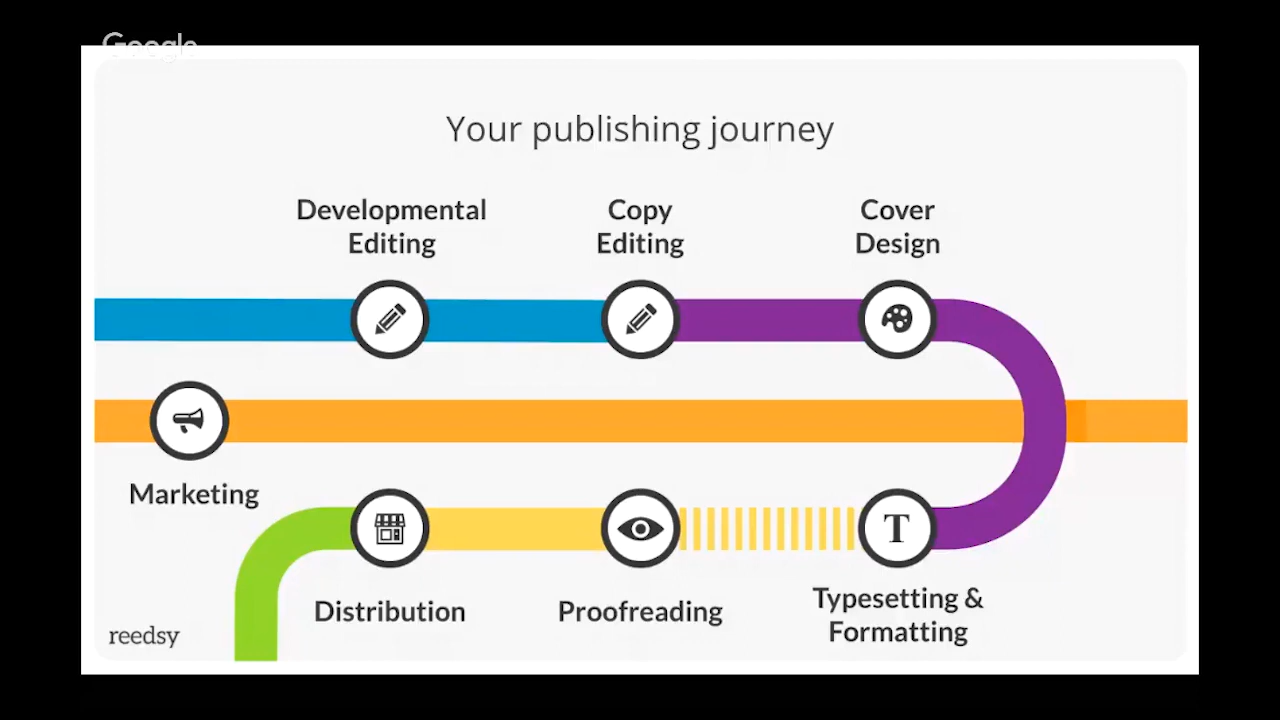 Google
Your publishing journey
Developmental
Editing
Copy
Editing
Cover
Design
Marketing
Distribution
Proofreading
T
Typesetting &
Formatting
reedsy